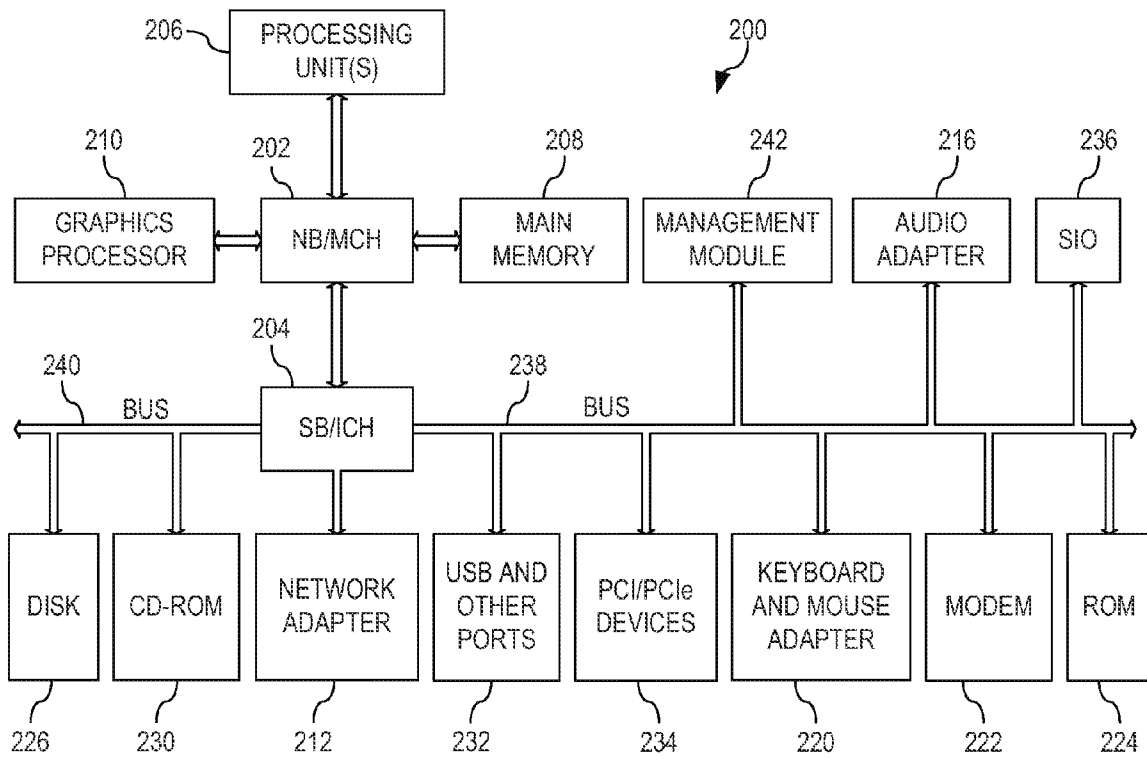 206
PROCESSING
UNIT(S)
200
210
202
208
242
216
236
GRAPHICS
PROCESSOR
NB/MCH
MAIN
MEMORY
MANAGEMENT
MODULE
AUDIO
ADAPTER
SIO
204
240
BUS
SB/ICH
238
BUS
DISK
CD-ROM
NETWORK
ADAPTER
USB AND
OTHER
PORTS
PCI/PCIe
DEVICES
KEYBOARD
AND MOUSE
ADAPTER
MODEM
ROM
226
230
212
232
234
220
222
224